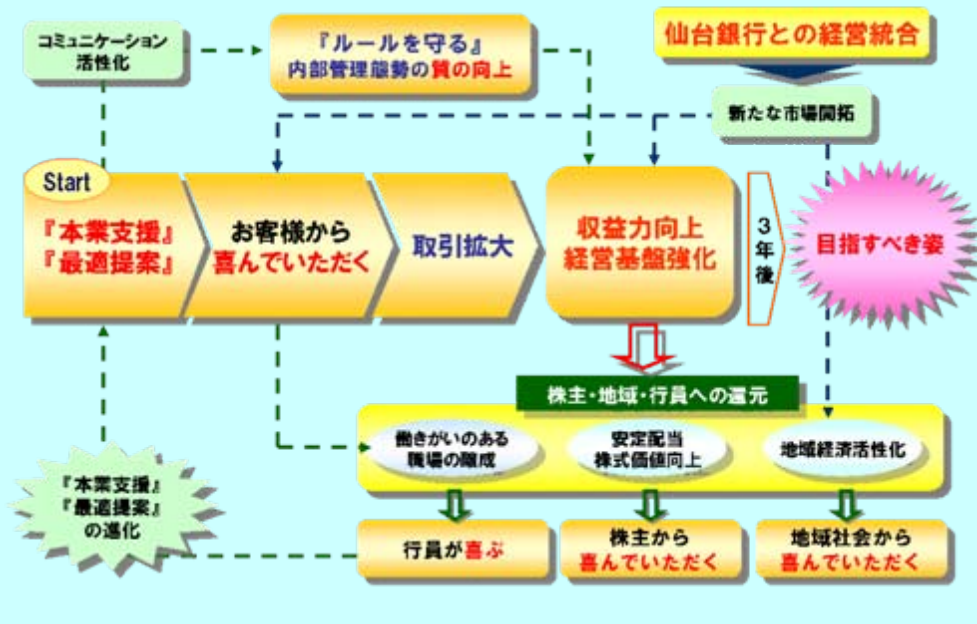 コミュニケーション
活性化
『ルールを守る』
内部管理態勢の質の向上
仙台銀行との経営統合
新たな市場開拓
Start
『本業支援』
『最適提案』
お客様から
喜んでいただく
取引拡大
収益力向上
経営基盤強化
3年後
目指すべき姿
株主・地域・行員への還元
働きがいのある
職場の醸成
安定配当
株式価値向上
地域経済活性化
『本業支援』
『最適提案』
の進化
行員が喜ぶ
株主から
喜んでいただく
地域社会から
喜んでいただく